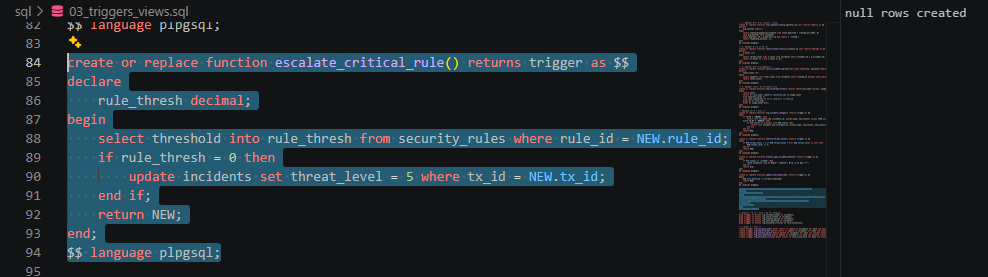 sql > 03_triggers_views.sql
null rows created
82 $$ language plpgsql;
83
84 create or replace function escalate_critical_rule() returns trigger as $$
85 declare
86 rule_thresh decimal;
87 begin
88 select threshold into rule_thresh from security_rules where rule_id = NEW.rule_id;
89 if rule_thresh = 0 then
90 update incidents set threat_level = 5 where tx_id = NEW.tx_id;
91 end if;
92 return NEW;
93 end;
94 $$ language plpgsql;
95